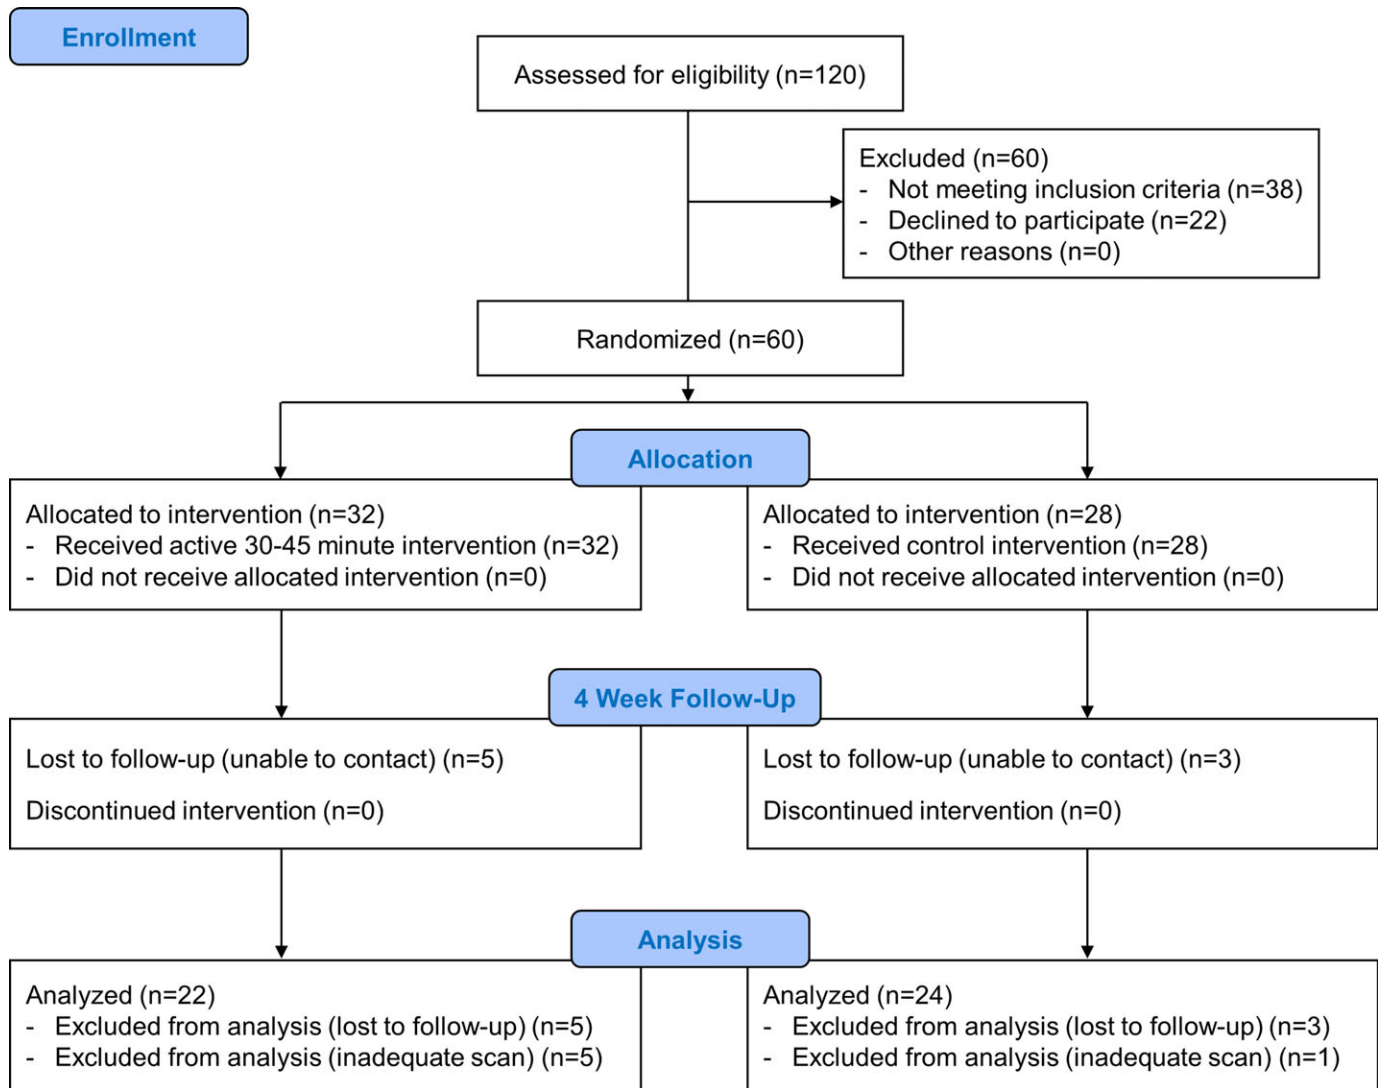 Enrollment
Assessed for eligibility (n=120)
Excluded (n=60)
- Not meeting inclusion criteria (n=38)
- Declined to participate (n=22)
- Other reasons (n=0)
Randomized (n=60)
Allocation
Allocated to intervention (n=32)
- Received active 30-45 minute intervention (n=32)
- Did not receive allocated intervention (n=0)
Allocated to intervention (n=28)
- Received control intervention (n=28)
- Did not receive allocated intervention (n=0)
4 Week Follow-Up
Lost to follow-up (unable to contact) (n=5)
Discontinued intervention (n=0)
Lost to follow-up (unable to contact) (n=3)
Discontinued intervention (n=0)
Analysis
Analyzed (n=22)
- Excluded from analysis (lost to follow-up) (n=5)
- Excluded from analysis (inadequate scan) (n=5)
Analyzed (n=24)
- Excluded from analysis (lost to follow-up) (n=3)
- Excluded from analysis (inadequate scan) (n=1)